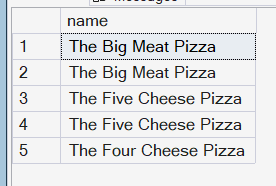 name
1 The Big Meat Pizza
2 The Big Meat Pizza
3 The Five Cheese Pizza
4 The Five Cheese Pizza
5 The Four Cheese Pizza